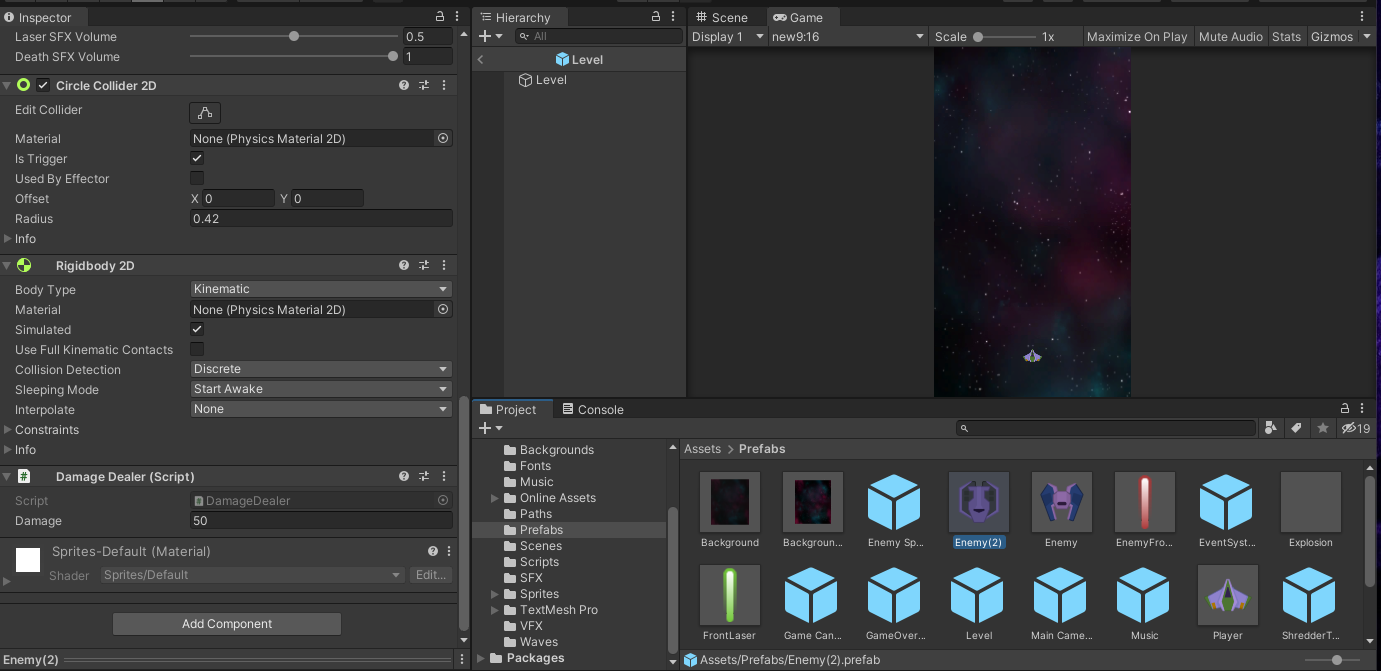 Inspector
Laser SFX Volume 0.5
Death SFX Volume 1
Circle Collider 2D
Edit Collider
Material None (Physics Material 2D)
Is Trigger
Used By Effector
Offset X 0 Y 0
Radius 0.42
Info
Rigidbody 2D
Body Type Kinematic
Material None (Physics Material 2D)
Simulated
Use Full Kinematic Contacts
Collision Detection Discrete
Sleeping Mode Start Awake
Interpolate None
Constraints
Info
Damage Dealer (Script)
Script DamageDealer
Damage 50
Sprites-Default (Material)
Shader Sprites/Default Edit...
Add Component
Enemy(2)
Hierarchy
All
Level
Level
Scene Game
Display 1 new9:16 Scale 1x Maximize On Play Mute Audio Stats Gizmos
Project Console
19
Backgrounds
Fonts
Music
Online Assets
Paths
Prefabs
Scenes
Scripts
SFX
Sprites
TextMesh Pro
VFX
Waves
Packages
Assets > Prefabs
Background Backgroun... Enemy Sp... Enemy(2) Enemy EnemyFro... EventSyst... Explosion
FrontLaser Game Can... GameOver... Level Main Came... Music Player ShredderT...
Assets/Prefabs/Enemy(2).prefab